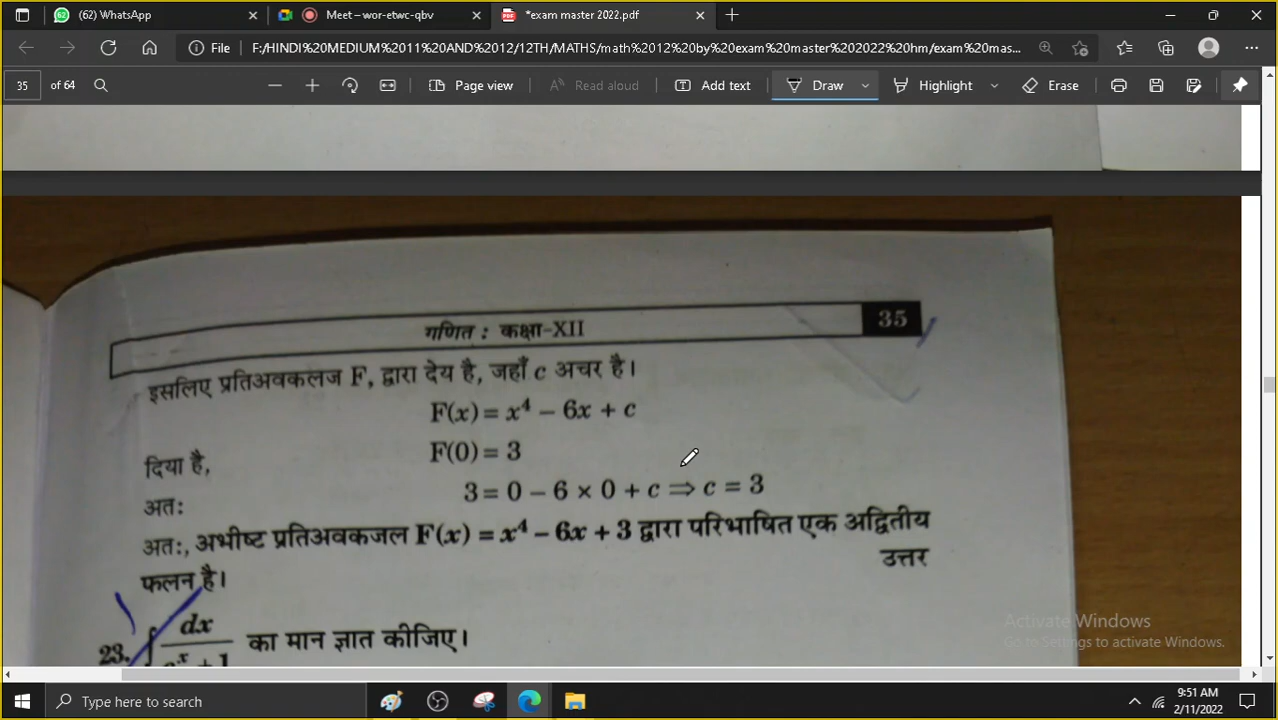 (62) WhatsApp
Meet – wor-etwc-qbv
*exam master 2022.pdf
File
F:/HINDI%20MEDIUM%2011%20AND%2012/12TH/MATHS/math%2012%20by%20exam%20master%202022%20hm/exam%20mas...
35 of 64
Page view
Read aloud
Add text
Draw
Highlight
Erase
गणित : कक्षा-XII
35
इसलिए प्रतिअवकलज F, द्वारा देय है, जहाँ c अचर है।
F(x) = x⁴ – 6x + c
दिया है, F(0) = 3
अतः 3 = 0 – 6 × 0 + c ⇒ c = 3
अतः, अभीष्ट प्रतिअवकजल F(x) = x⁴ – 6x + 3 द्वारा परिभाषित एक अद्वितीय
फलन है। उत्तर
23. ∫ dx / eˣ + 1 का मान ज्ञात कीजिए।
Activate Windows
Go to Settings to activate Windows.
Type here to search
9:51 AM
2/11/2022